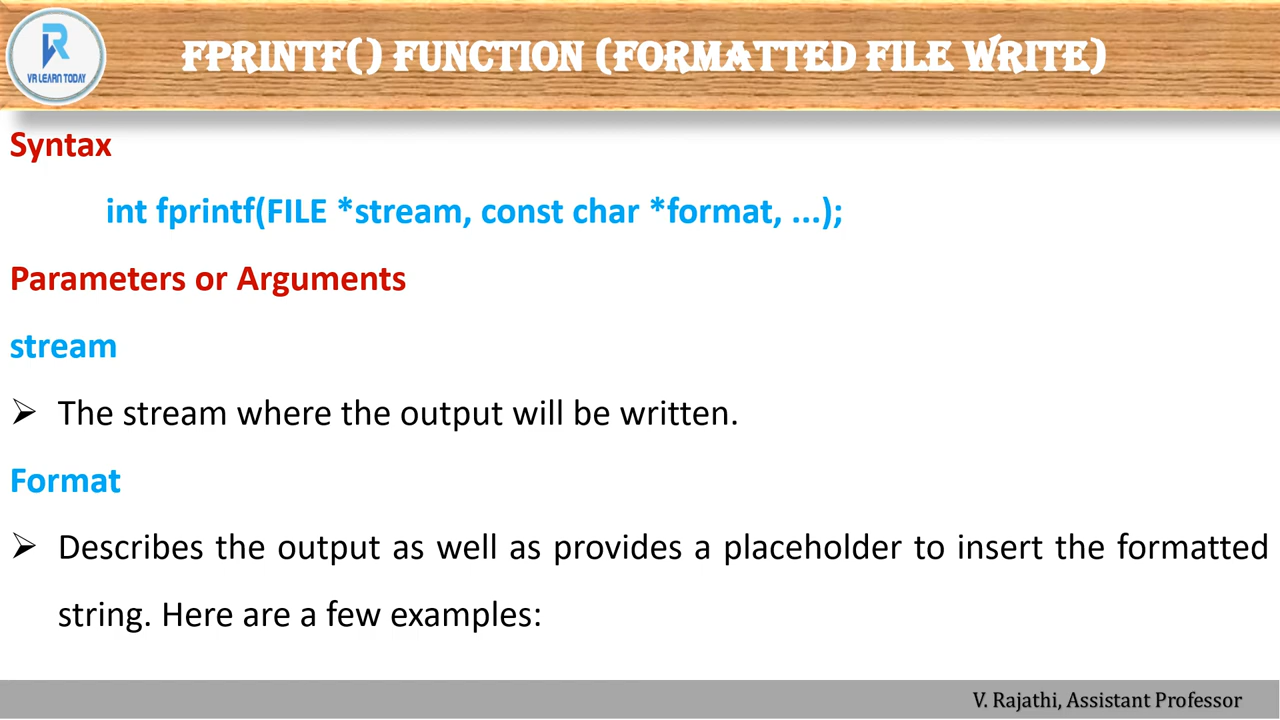 VR LEARN TODAY
FPRINTF() FUNCTION (FORMATTED FILE WRITE)
Syntax
int fprintf(FILE *stream, const char *format, ...);
Parameters or Arguments
stream
➢ The stream where the output will be written.
Format
➢ Describes the output as well as provides a placeholder to insert the formatted
string. Here are a few examples:
V. Rajathi, Assistant Professor